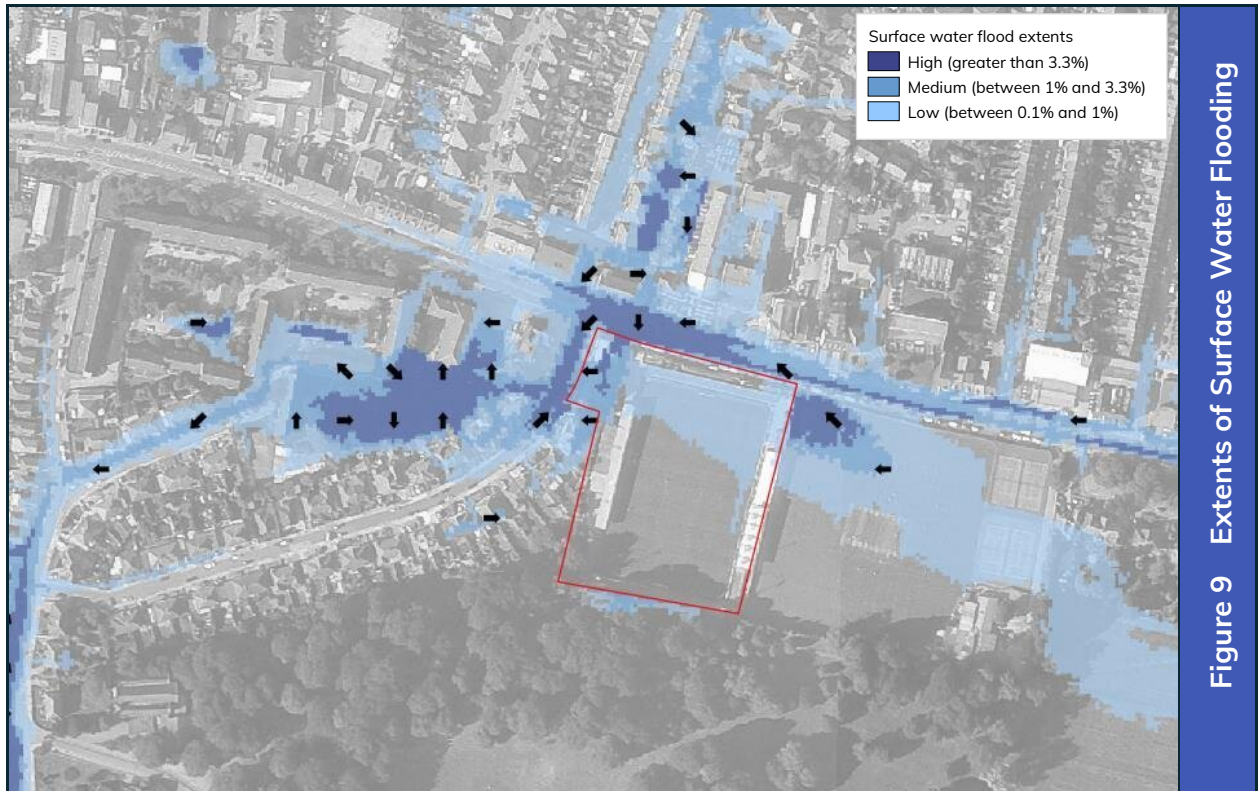 Surface water flood extents
High (greater than 3.3%)
Medium (between 1% and 3.3%)
Low (between 0.1% and 1%)
Figure 9 Extents of Surface Water Flooding